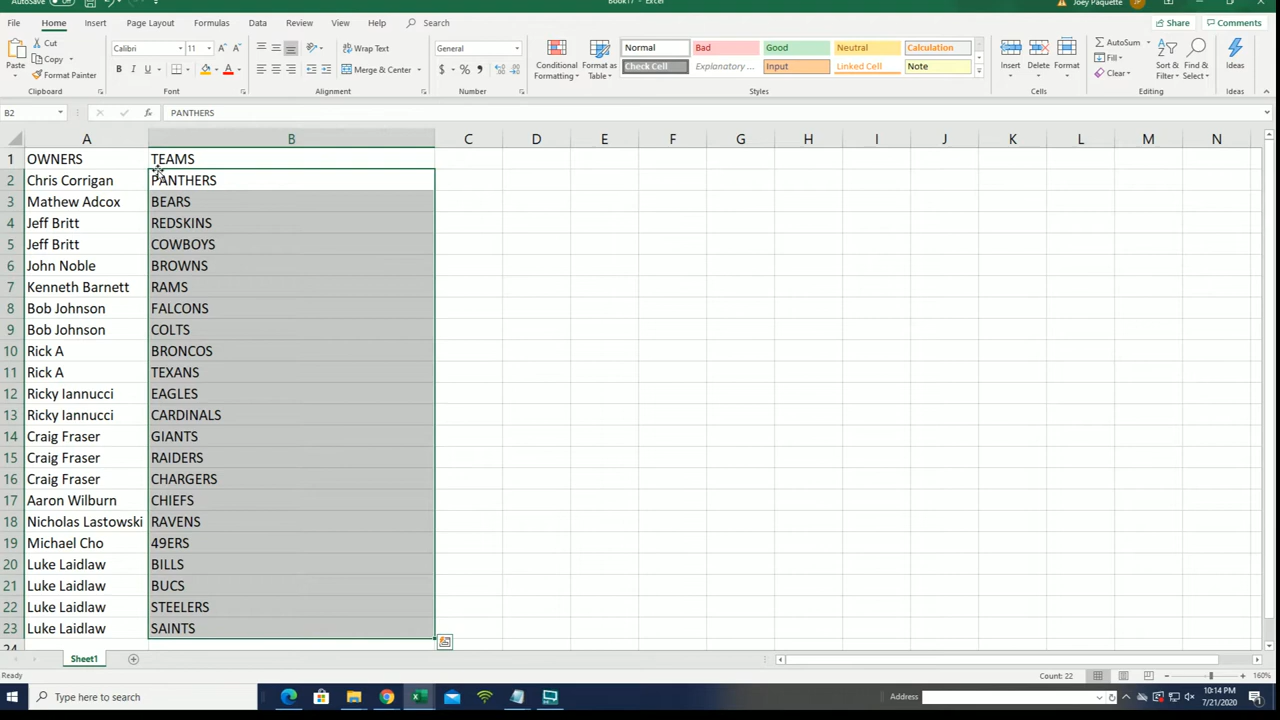 AutoSave Off Book17 - Excel Joey Paquette JP
File Home Insert Page Layout Formulas Data Review View Help Search Share Comments
Paste Cut Copy Format Painter Clipboard
Calibri 11 B I U A A Font
Wrap Text Merge & Center Alignment
General $ % Number
Conditional Formatting Format as Table
Normal Bad Good Neutral Calculation
Check Cell Explanatory ... Input Linked Cell Note
Styles
Insert Delete Format Cells
AutoSum Fill Clear Sort & Filter Find & Select Editing
Ideas Ideas
B2 fx PANTHERS
A B C D E F G H I J K L M N
1 OWNERS TEAMS
2 Chris Corrigan PANTHERS
3 Mathew Adcox BEARS
4 Jeff Britt REDSKINS
5 Jeff Britt COWBOYS
6 John Noble BROWNS
7 Kenneth Barnett RAMS
8 Bob Johnson FALCONS
9 Bob Johnson COLTS
10 Rick A BRONCOS
11 Rick A TEXANS
12 Ricky Iannucci EAGLES
13 Ricky Iannucci CARDINALS
14 Craig Fraser GIANTS
15 Craig Fraser RAIDERS
16 Craig Fraser CHARGERS
17 Aaron Wilburn CHIEFS
18 Nicholas Lastowski RAVENS
19 Michael Cho 49ERS
20 Luke Laidlaw BILLS
21 Luke Laidlaw BUCS
22 Luke Laidlaw STEELERS
23 Luke Laidlaw SAINTS
24
Sheet1
Ready Count: 22 160%
Type here to search Address 10:14 PM
7/21/2020